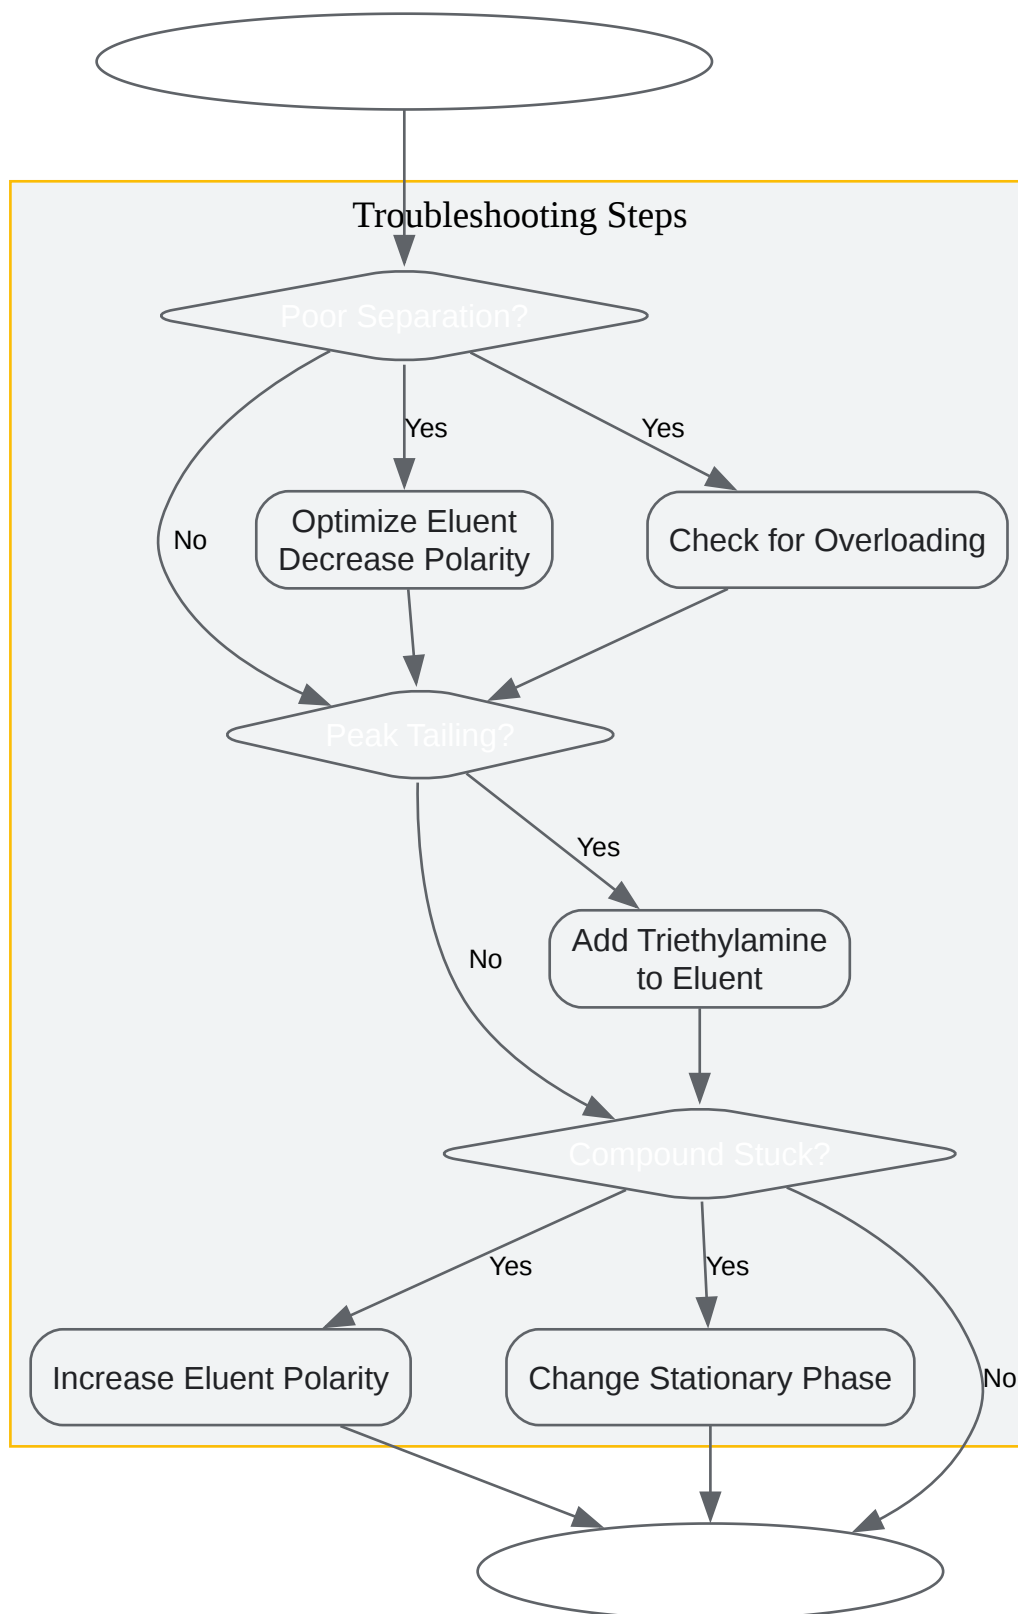 Troubleshooting Steps
Poor Separation?
Yes
Yes
No
Optimize Eluent
Decrease Polarity
Check for Overloading
Peak Tailing?
Yes
No
Add Triethylamine
to Eluent
Compound Stuck?
Yes
Yes
No
Increase Eluent Polarity
Change Stationary Phase